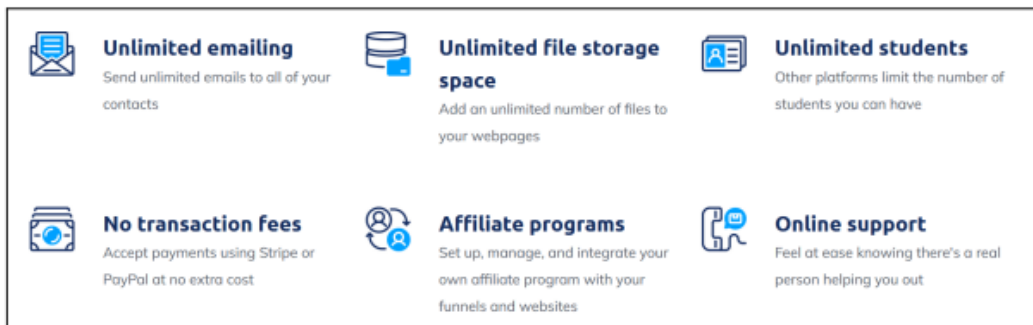 Unlimited emailing
Send unlimited emails to all of your
contacts
Unlimited file storage
space
Add an unlimited number of files to
your webpages
Unlimited students
Other platforms limit the number of
students you can have
No transaction fees
Accept payments using Stripe or
PayPal at no extra cost
Affiliate programs
Set up, manage, and integrate your
own affiliate program with your
funnels and websites
Online support
Feel at ease knowing there's a real
person helping you out